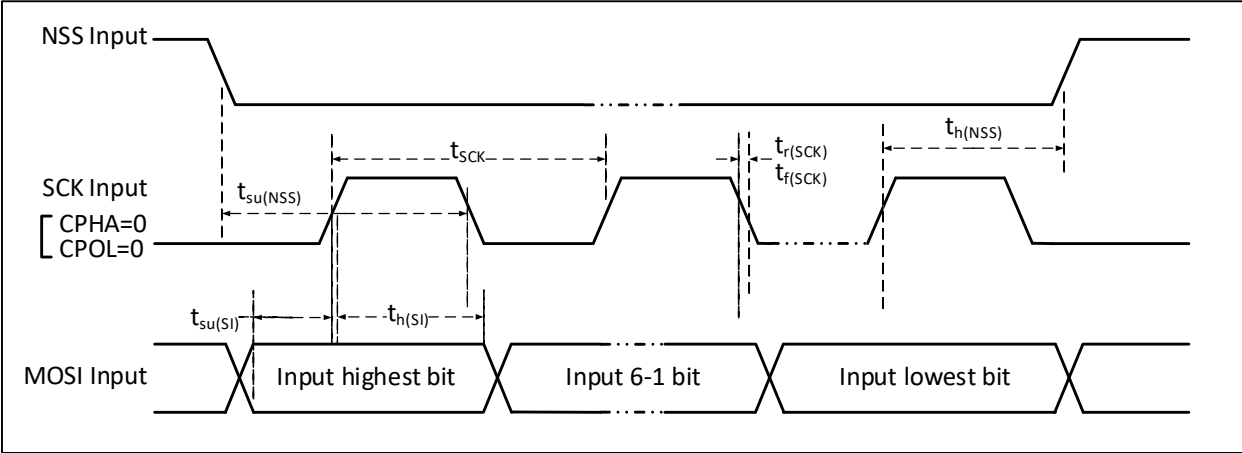 NSS Input
t_h(NSS)
t_SCK
t_r(SCK)
t_f(SCK)
SCK Input
t_su(NSS)
CPHA=0
CPOL=0
t_su(SI)
t_h(SI)
MOSI Input
Input highest bit
Input 6-1 bit
Input lowest bit